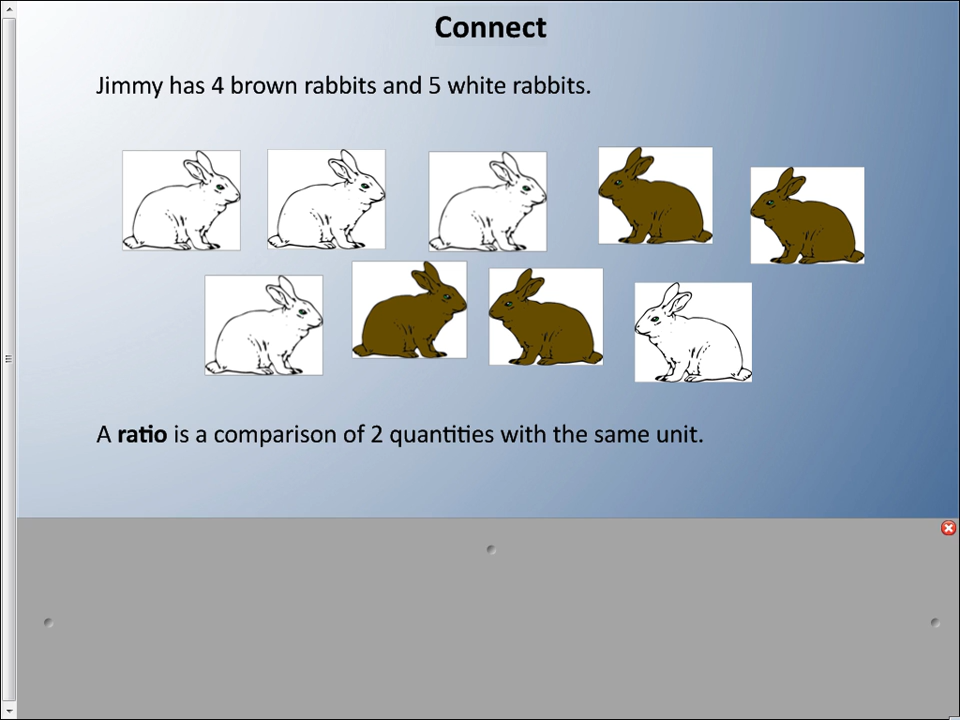 Connect
Jimmy has 4 brown rabbits and 5 white rabbits.
A ratio is a comparison of 2 quantities with the same unit.